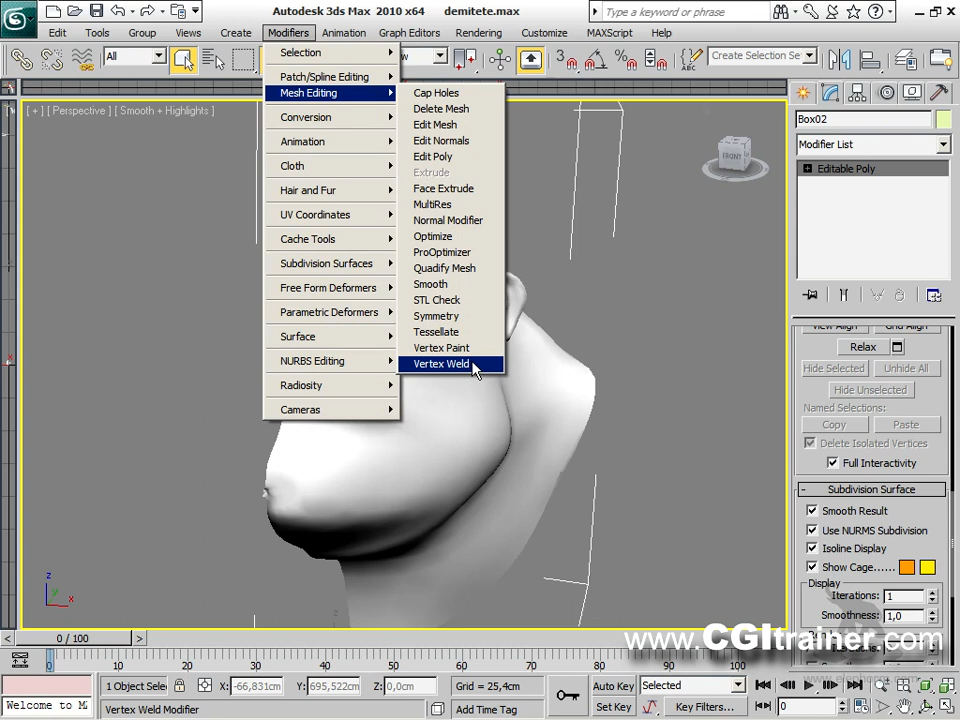 Autodesk 3ds Max 2010 x64 demitete.max
Type a keyword or phrase
Edit Tools Group Views Create Modifiers Animation Graph Editors Rendering Customize MAXScript Help
All
Create Selection Se
[ + ] [ Perspective ] [ Smooth + Highlights ]
Selection
Patch/Spline Editing
Mesh Editing
Conversion
Animation
Cloth
Hair and Fur
UV Coordinates
Cache Tools
Subdivision Surfaces
Free Form Deformers
Parametric Deformers
Surface
NURBS Editing
Radiosity
Cameras
Cap Holes
Delete Mesh
Edit Mesh
Edit Normals
Edit Poly
Extrude
Face Extrude
MultiRes
Normal Modifier
Optimize
ProOptimizer
Quadify Mesh
Smooth
STL Check
Symmetry
Tessellate
Vertex Paint
Vertex Weld
FRONT
Box02
Modifier List
Editable Poly
View Align Grid Align
Relax
Hide Selected Unhide All
Hide Unselected
Named Selections:
Copy Paste
Delete Isolated Vertices
Full Interactivity
- Subdivision Surface
Smooth Result
Use NURMS Subdivision
Isoline Display
Show Cage......
Display
Iterations: 1
Smoothness: 1,0
www.CGItrainer.com
z
y
x
< 0 / 100 >
0 10 20 30 40 50 60 70 80 90 100
1 Object Selec X: -66,831cm Y: 695,522cm Z: 0,0cm Grid = 25,4cm Auto Key Selected
Welcome to M
Vertex Weld Modifier Add Time Tag Set Key Key Filters... 0